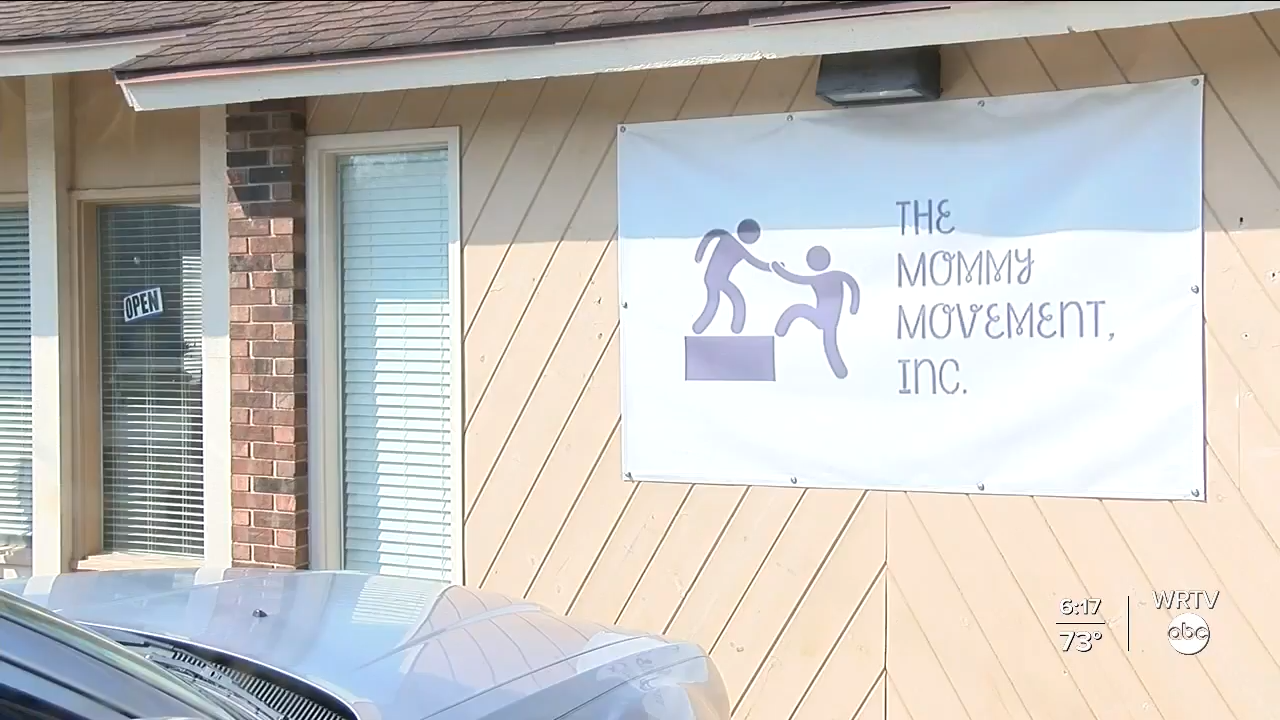 OPEN
THE
MOMMY
MOVEMENT,
INC.
6:17
73°
WRTV
abc